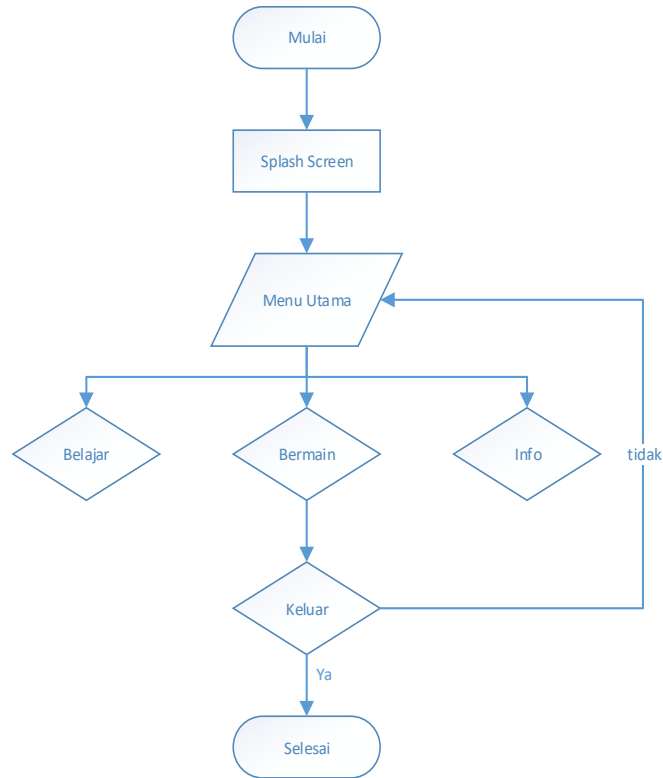 Mulai
Splash Screen
Menu Utama
Belajar
Bermain
Info
tidak
Keluar
Ya
Selesai